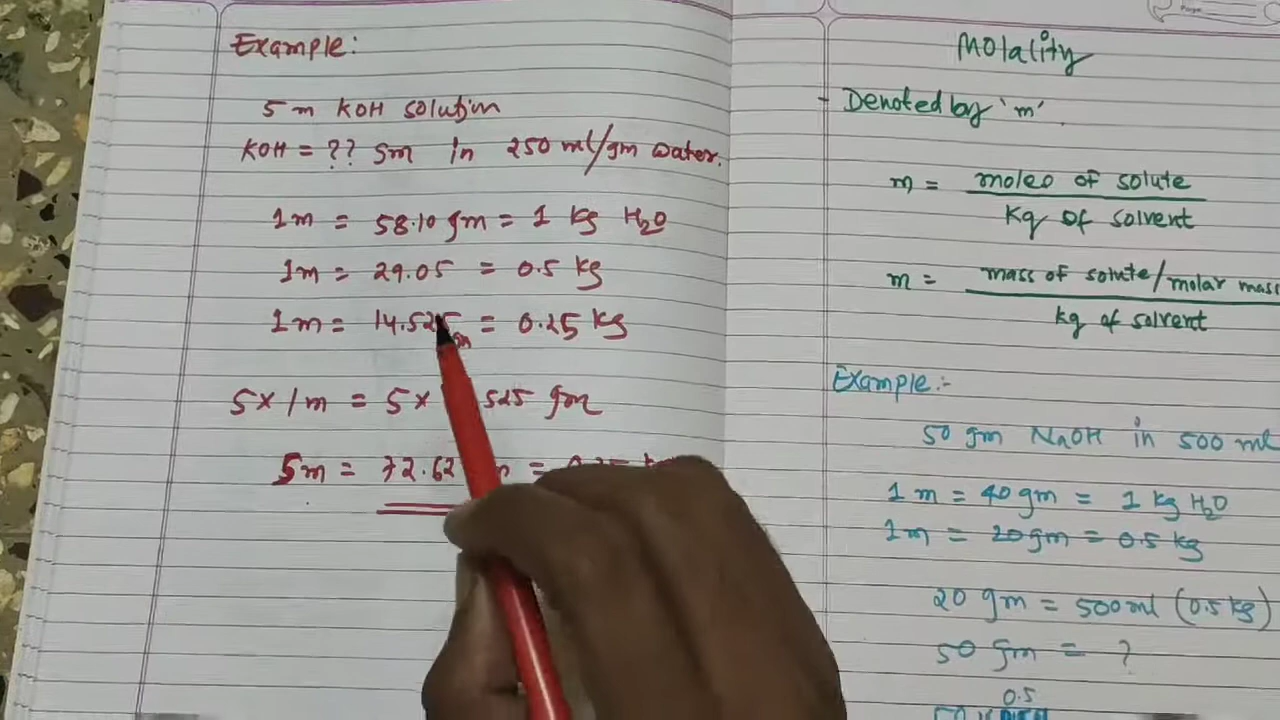 Example:
5 m KOH solution
KOH = ?? 5m in 250 ml/gm water.
1m = 58.10 gm = 1 kg H2O
1m = 29.05 = 0.5 kg
1m = 14.525 = 0.25 kg
5 × 1m = 5 × 525 gm
5m = 72.62 =
Molality
Denoted by 'm'.
m = moles of solute
Kg of solvent
m = mass of solute/molar mass
kg of solvent
Example:-
50 gm NaOH in 500 ml
1 m = 40 gm = 1 kg H2O
1m = 20 gm = 0.5 kg
20 gm = 500 ml (0.5 kg)
50 gm = ?
0.5